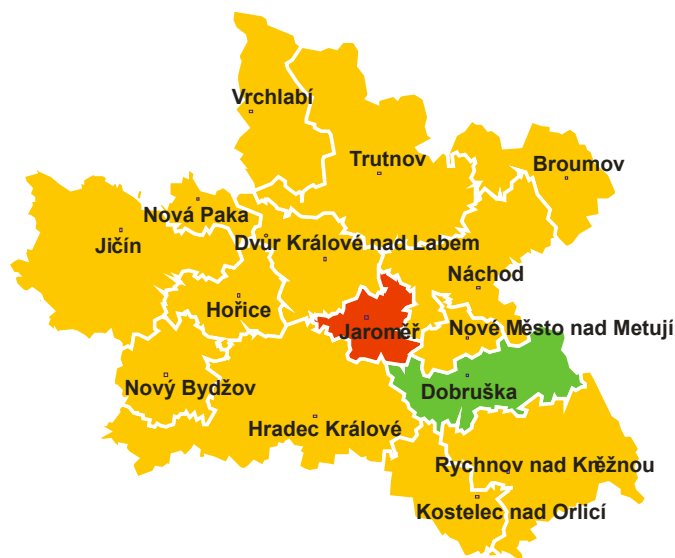 Vrchlabí
Trutnov
Broumov
Nová Paka
Jičín
Dvůr Králové nad Labem
Náchod
Hořice
Jaroměř
Nové Město nad Metují
Nový Bydžov
Dobruška
Hradec Králové
Rychnov nad Kněžnou
Kostelec nad Orlicí